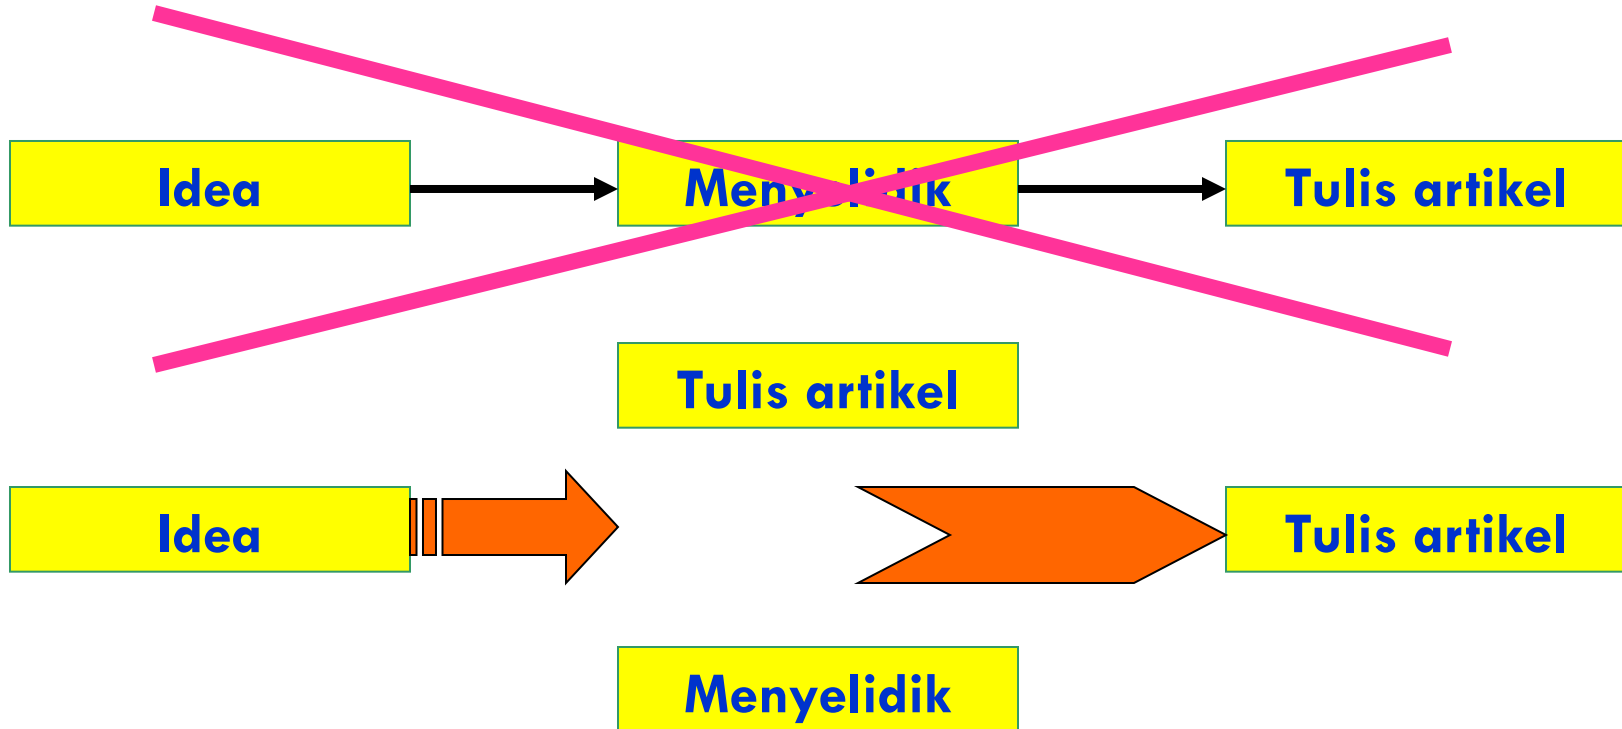 Idea
Menyelidik
Tulis artikel
Tulis artikel
Idea
Tulis artikel
Menyelidik